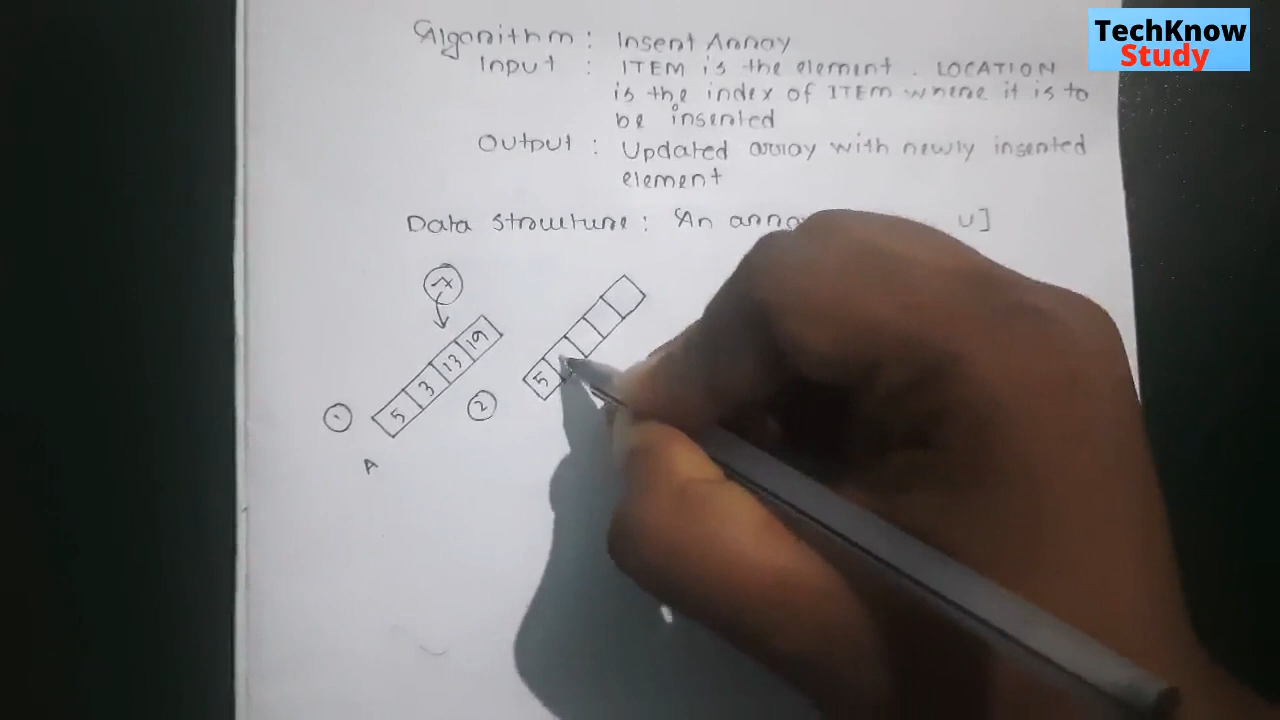 TechKnow
Study
Algorithm : Insert Array
Input : ITEM is the element . LOCATION
is the index of ITEM where it is to
be inserted
Output : Updated array with newly inserted
element
Data structure : An U]
5 3 13 19
1
A
2
5